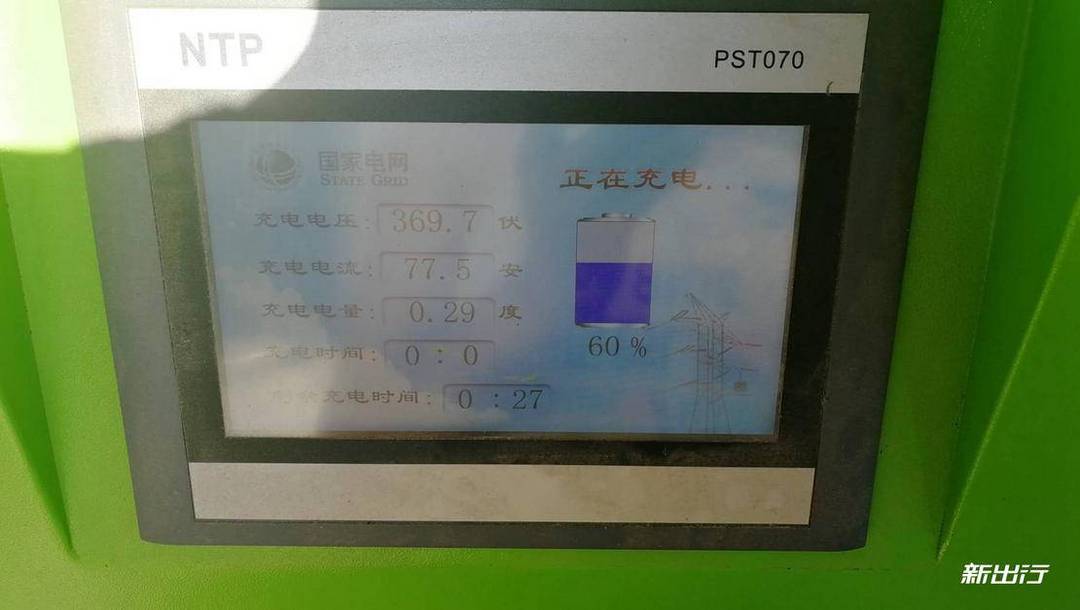 NTP
PST070
国家电网
STATE GRID
正在充电...
充电电压: 369.7 伏
充电电流: 77.5 安
充电电量: 0.29 度
60 %
充电时间: 0 : 0
充电时间: 0 : 27
新出行